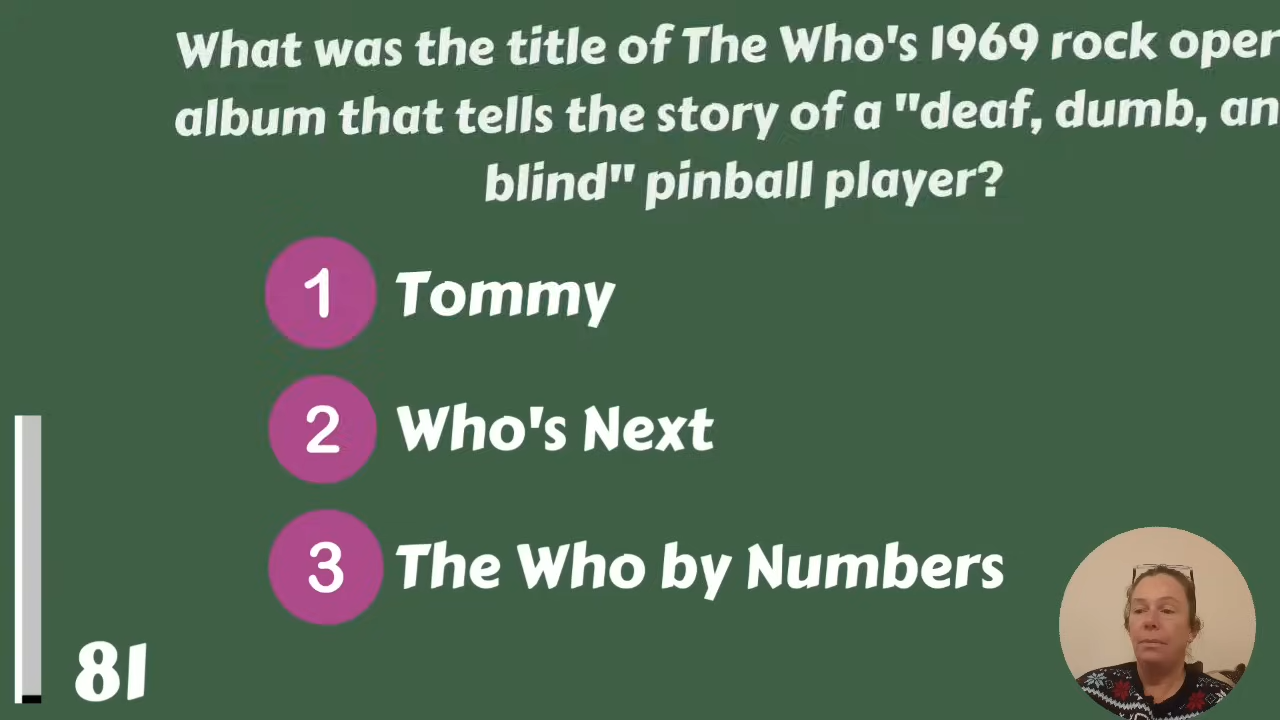 What was the title of The Who's 1969 rock oper
album that tells the story of a "deaf, dumb, an
blind" pinball player?
1 Tommy
2 Who's Next
3 The Who by Numbers
81